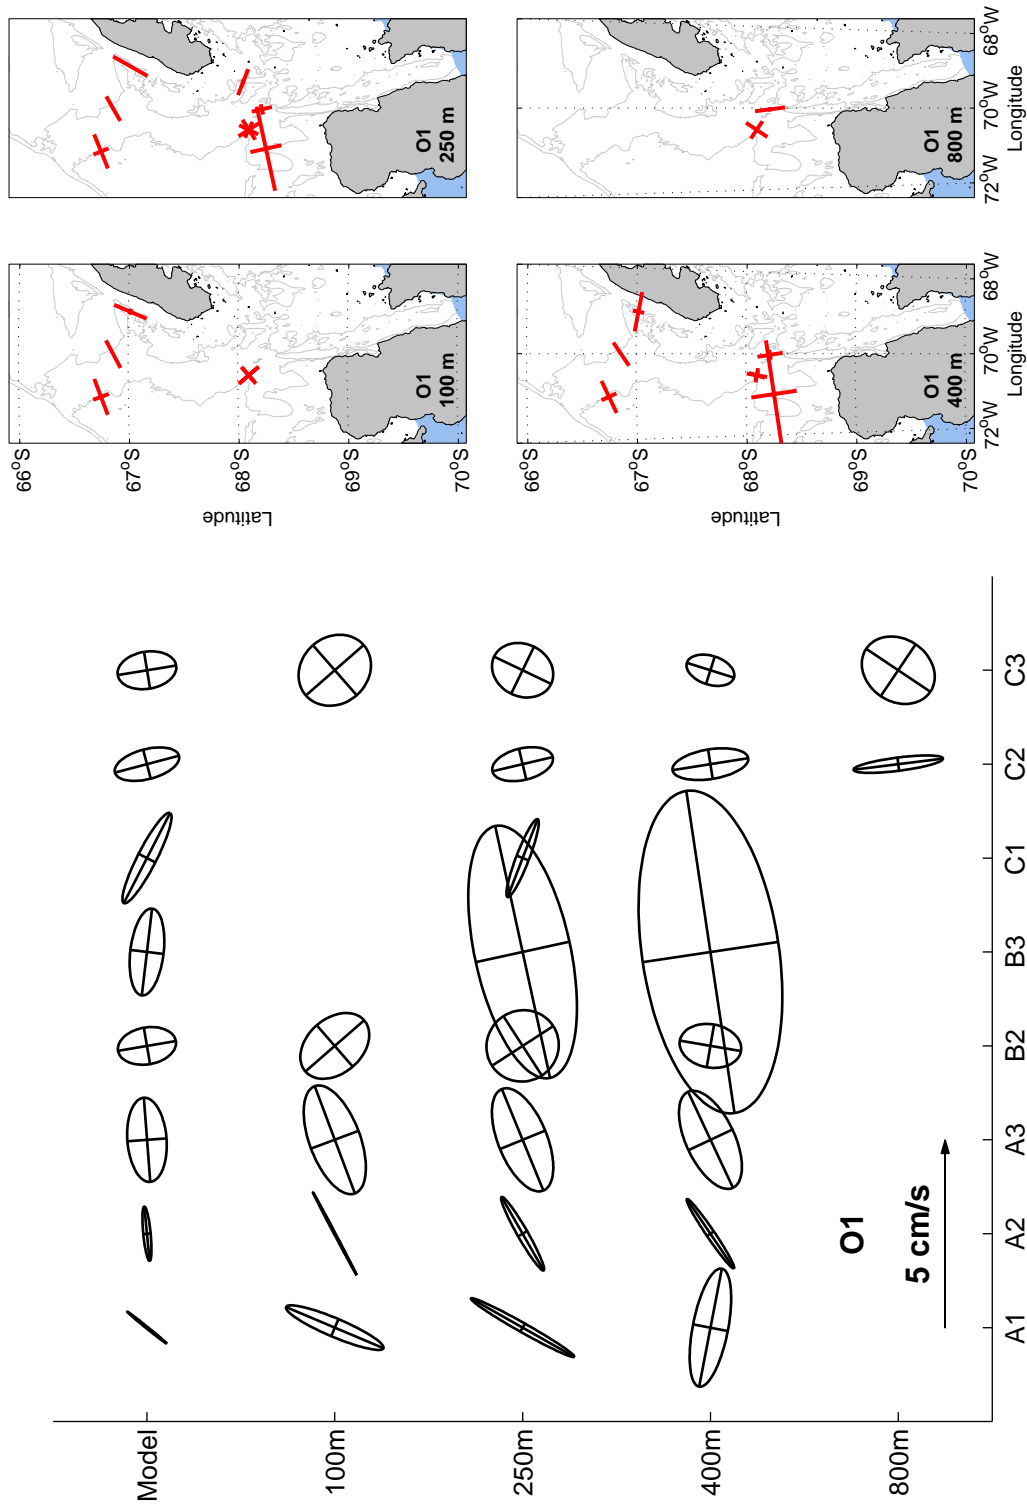 Model
100m
250m
400m
800m
A1
A2
A3
B2
B3
C1
C2
C3
O1
5 cm/s
66°S
67°S
68°S
69°S
70°S
Latitude
O1
100 m
O1
250 m
66°S
67°S
68°S
69°S
70°S
Latitude
72°W
70°W
68°W
Longitude
O1
400 m
72°W
70°W
68°W
Longitude
O1
800 m